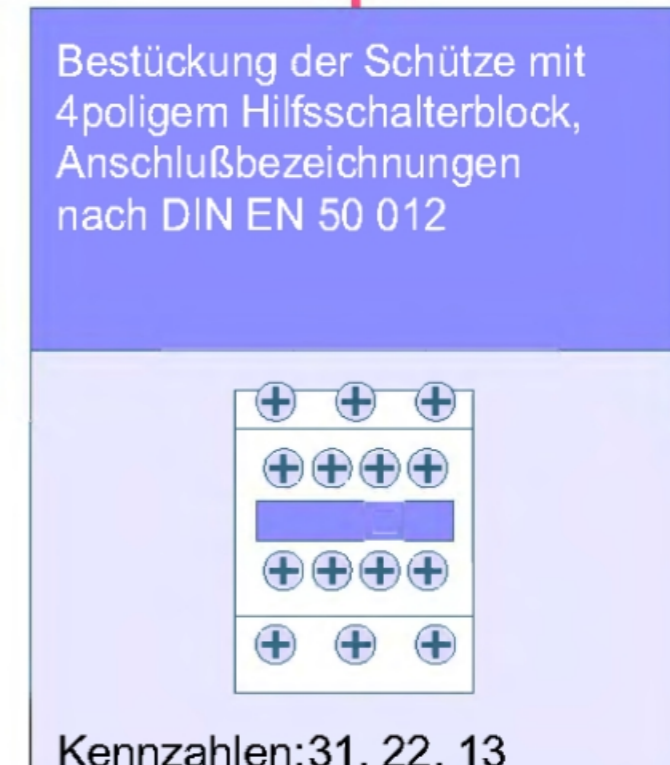 Bestückung der Schütze mit
4poligem Hilfsschalterblock,
Anschlußbezeichnungen
nach DIN EN 50 012
Kennzahlen:31, 22, 13